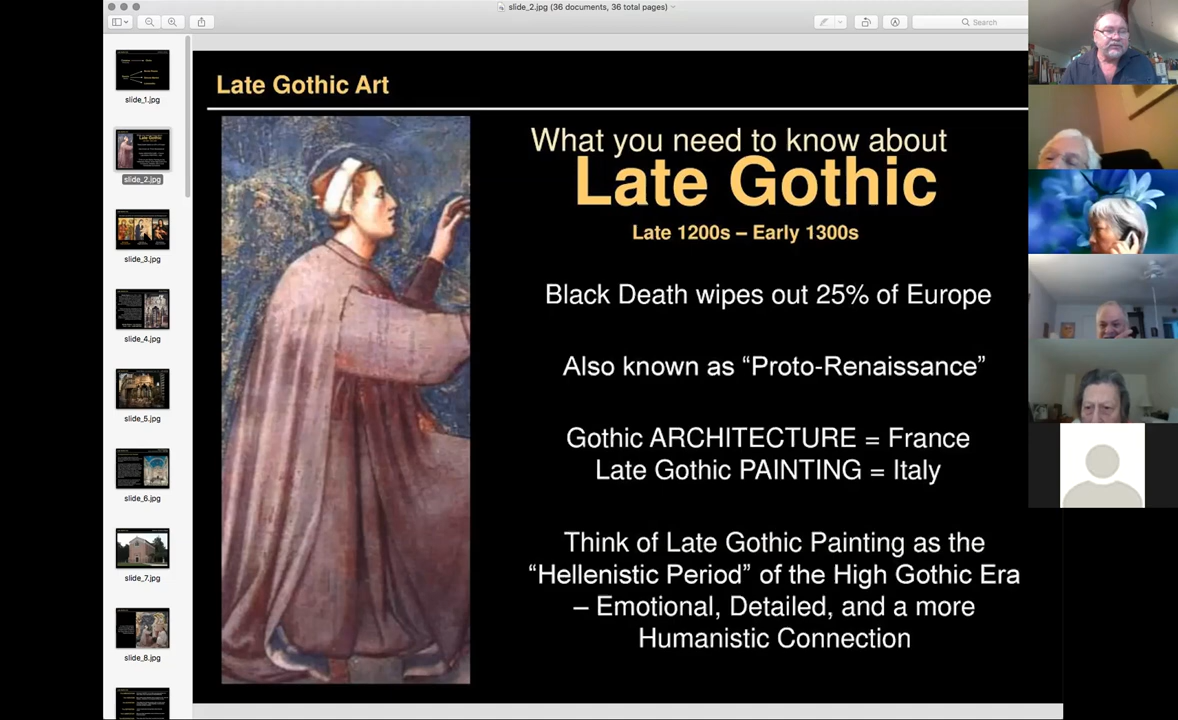 slide_2.jpg (36 documents, 36 total pages)
Search
slide_1.jpg
slide_2.jpg
slide_3.jpg
slide_4.jpg
slide_5.jpg
slide_6.jpg
slide_7.jpg
slide_8.jpg
Late Gothic Art
What you need to know about
Late Gothic
Late 1200s – Early 1300s
Black Death wipes out 25% of Europe
Also known as “Proto-Renaissance”
Gothic ARCHITECTURE = France
Late Gothic PAINTING = Italy
Think of Late Gothic Painting as the
“Hellenistic Period” of the High Gothic Era
– Emotional, Detailed, and a more
Humanistic Connection